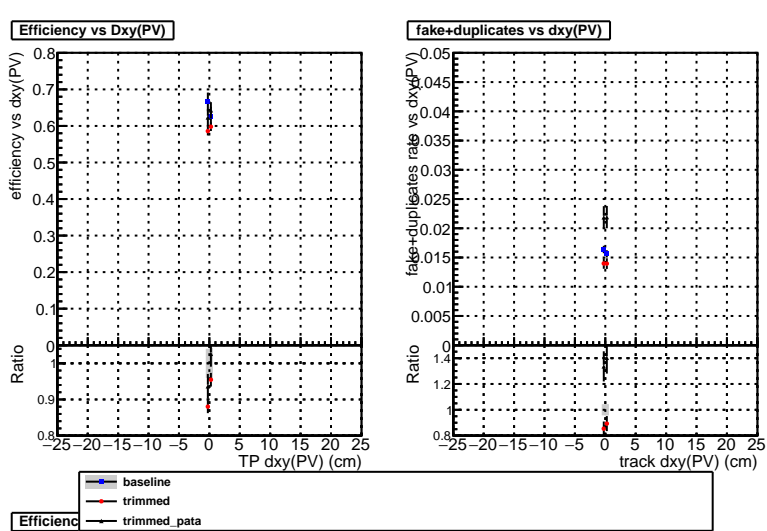 Efficiency vs Dxy(PV)
efficiency vs dxy(PV)
0.8
0.7
0.6
0.5
0.4
0.3
0.2
0.1
0
Ratio
1
0.9
0.8
−25 −20 −15 −10 −5 0 5 10 15 20 25
TP dxy(PV) (cm)
fake+duplicates vs dxy(PV)
fake+duplicates rate vs dxy(PV)
0.05
0.045
0.04
0.035
0.03
0.025
0.02
0.015
0.01
0.005
0
Ratio
1.4
1.2
1
0.8
−25 −20 −15 −10 −5 0 5 10 15 20 25
track dxy(PV) (cm)
baseline
trimmed
trimmed_pata
Efficienc